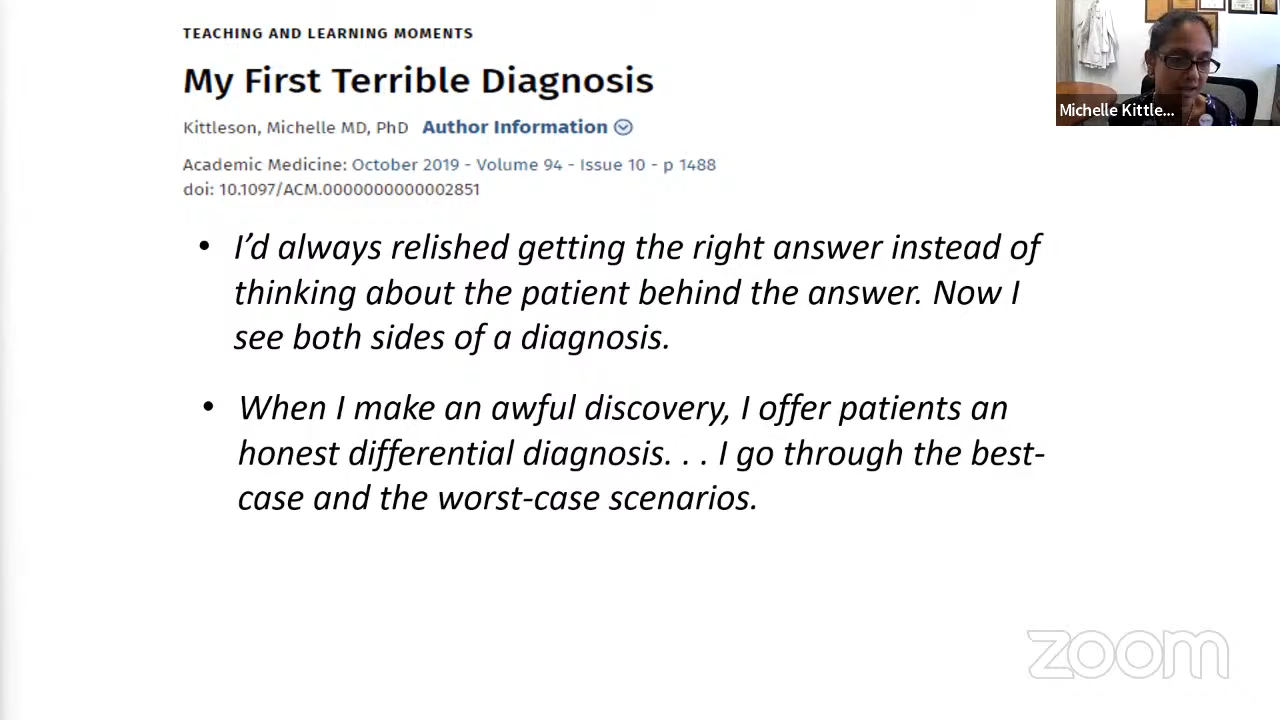 TEACHING AND LEARNING MOMENTS
My First Terrible Diagnosis
Kittleson, Michelle MD, PhD Author Information
Academic Medicine: October 2019 - Volume 94 - Issue 10 - p 1488
doi: 10.1097/ACM.0000000000002851
• I’d always relished getting the right answer instead of
thinking about the patient behind the answer. Now I
see both sides of a diagnosis.
• When I make an awful discovery, I offer patients an
honest differential diagnosis. . . I go through the best-
case and the worst-case scenarios.
Michelle Kittle...
zoom